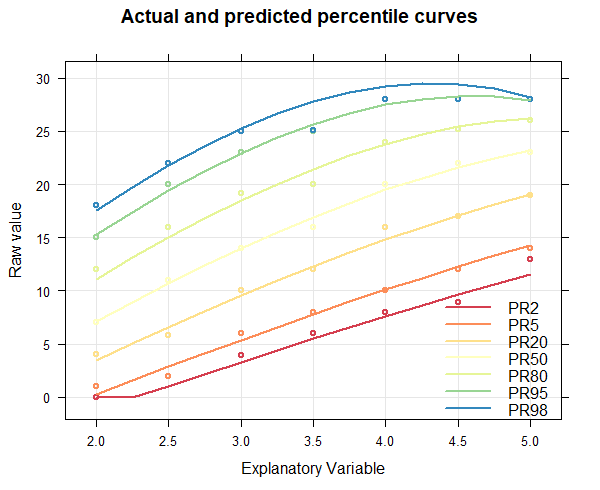 Actual and predicted percentile curves
30
25
20
15
10
5
0
Raw value
2.0 2.5 3.0 3.5 4.0 4.5 5.0
Explanatory Variable
PR2
PR5
PR20
PR50
PR80
PR95
PR98